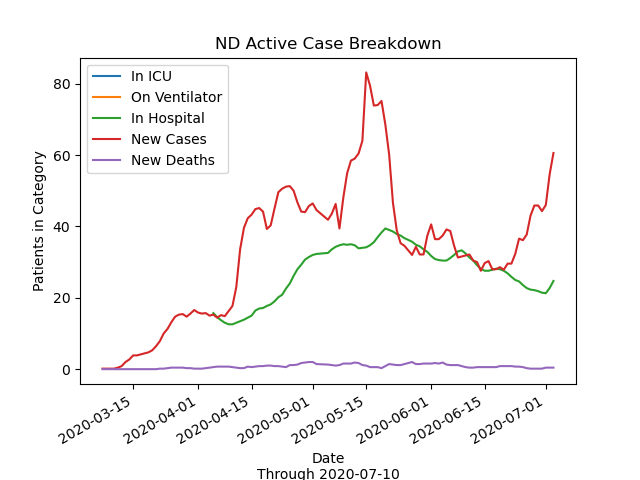 ND Active Case Breakdown
In ICU
On Ventilator
In Hospital
New Cases
New Deaths
Patients in Category
80
60
40
20
0
2020-03-15
2020-04-01
2020-04-15
2020-05-01
2020-05-15
2020-06-01
2020-06-15
2020-07-01
Date
Through 2020-07-10